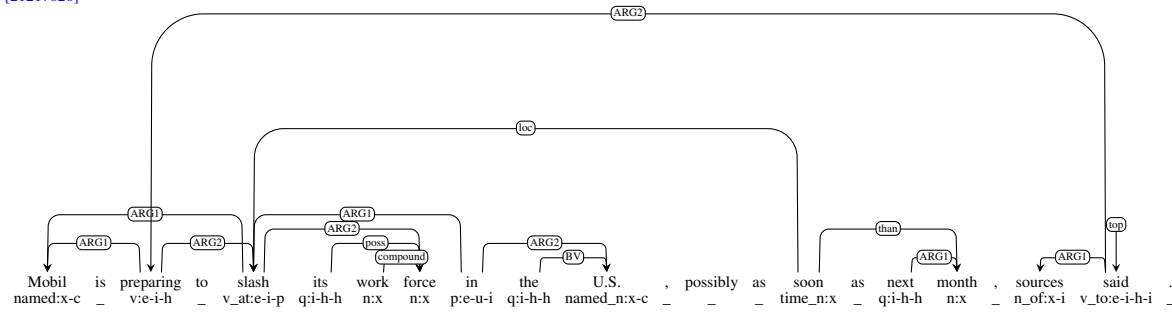 ARG2
loc
ARG1 ARG1 top
ARG2
ARG1 ARG2 poss ARG2 than
compound BV ARG1 ARG1
Mobil is preparing to slash its work force in the U.S. , possibly as soon as next month , sources said .
named:x-c _ v:e-i-h _ v_at:e-i-p q:i-h-h n:x n:x p:e-u-i q:i-h-h named_n:x-c _ _ _ time_n:x _ q:i-h-h n:x _ n_of:x-i v_to:e-i-h-i _